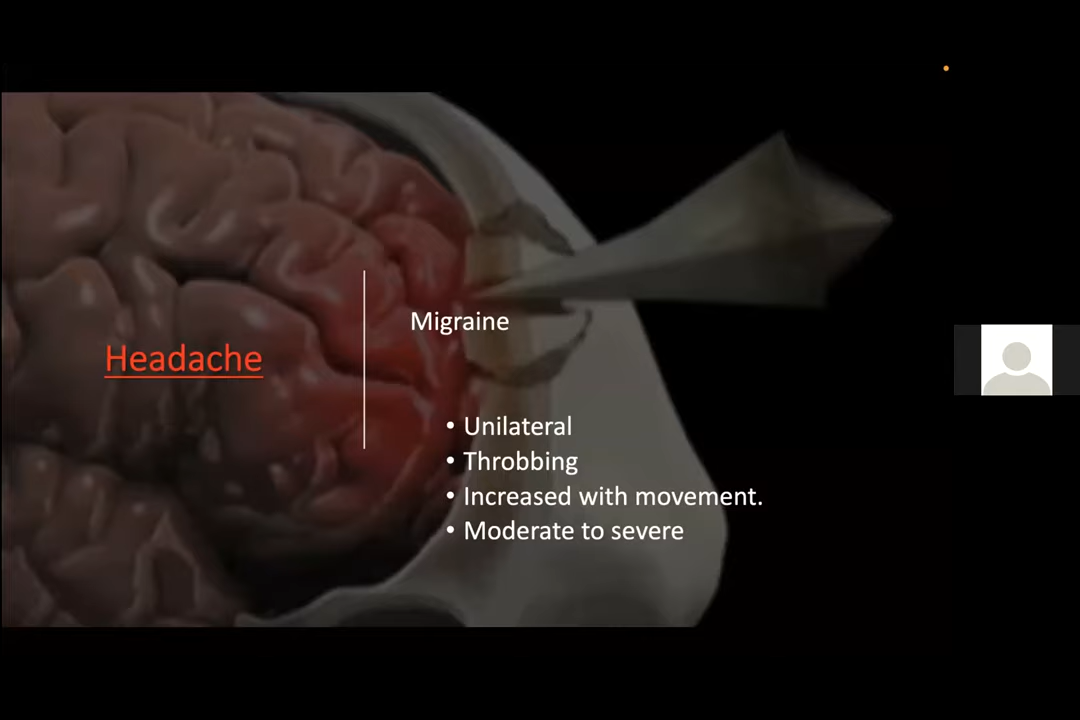 Headache
Migraine
• Unilateral
• Throbbing
• Increased with movement.
• Moderate to severe